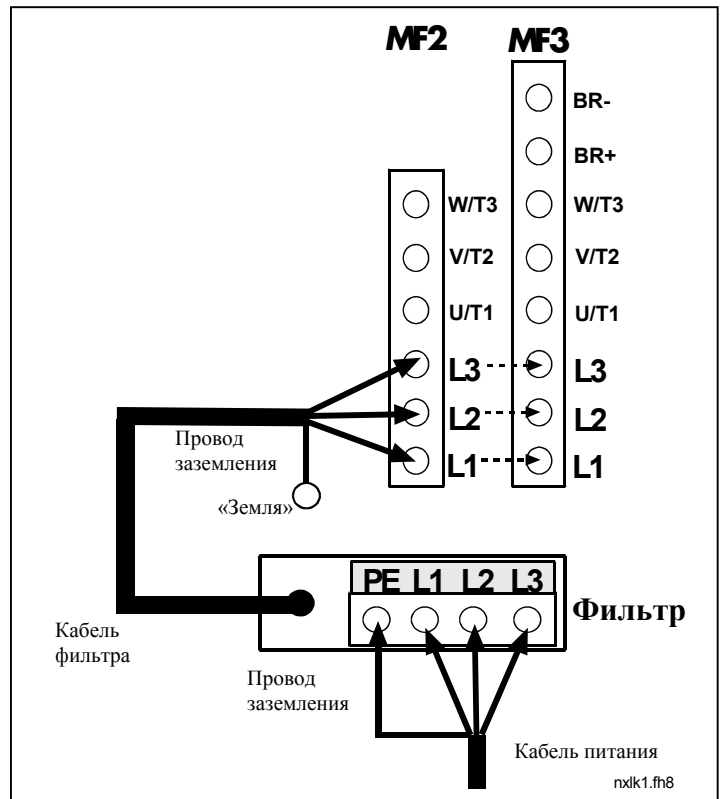 MF2 MF3
BR-
BR+
W/T3 W/T3
V/T2 V/T2
U/T1 U/T1
L3 L3
L2 L2
L1 L1
Провод
заземления
«Земля»
PE L1 L2 L3
Фильтр
Кабель
фильтра
Провод
заземления
Кабель питания
nxlk1.fh8